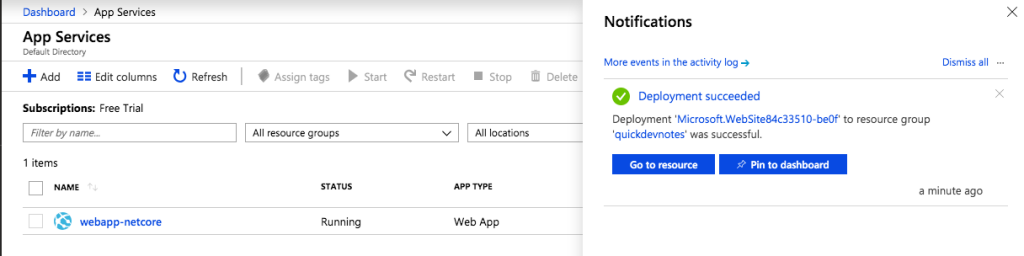 Dashboard > App Services
App Services
Default Directory
Add Edit columns Refresh Assign tags Start Restart Stop Delete
Subscriptions: Free Trial
Filter by name... All resource groups All locations
1 items
NAME STATUS APP TYPE
webapp-netcore Running Web App
Notifications
More events in the activity log → Dismiss all ...
Deployment succeeded
Deployment 'Microsoft.WebSite84c33510-be0f' to resource group
'quickdevnotes' was successful.
Go to resource Pin to dashboard
a minute ago